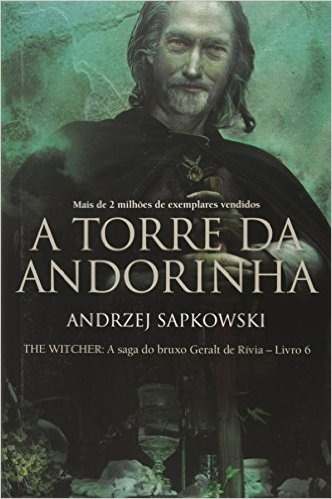 Mais de 2 milhões de exemplares vendidos
A TORRE DA
ANDORINHA
ANDRZEJ SAPKOWSKI
THE WITCHER: A saga do bruxo Geralt de Rívia – Livro 6